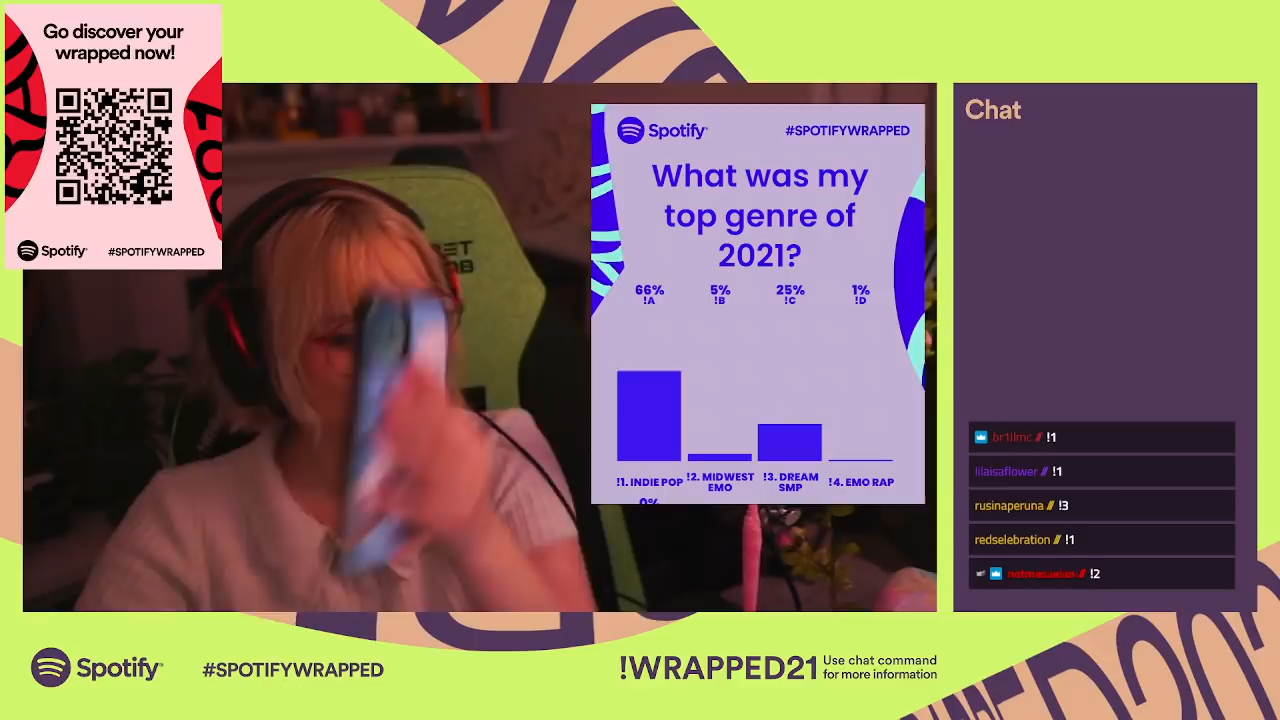 Go discover your
wrapped now!
Spotify
#SPOTIFYWRAPPED
Spotify
#SPOTIFYWRAPPED
What was my
top genre of
2021?
66% 5% 25% 1%
!A !B !C !D
!1. INDIE POP !2. MIDWEST EMO !3. DREAM SMP !4. EMO RAP
0%
Chat
br1llmc // !1
lilaisaflower // !1
rusinaperuna // !3
redselebration // !1
// !2
Spotify
#SPOTIFYWRAPPED
!WRAPPED21 Use chat command
for more information